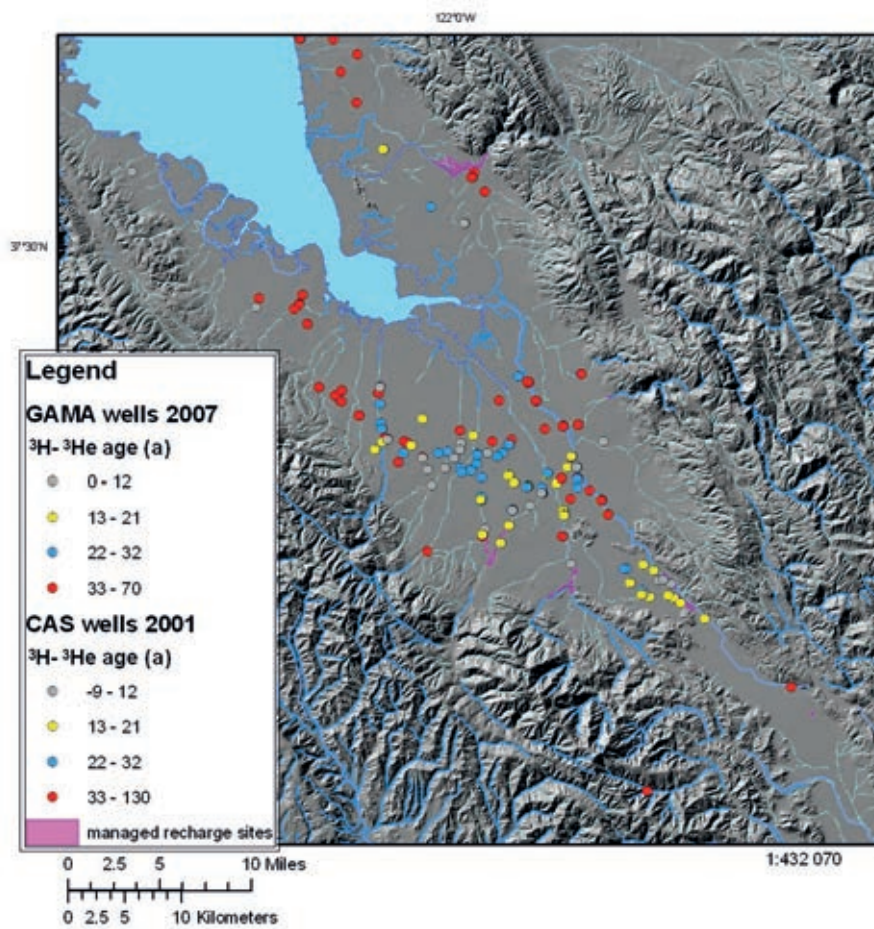 122°0'W
37°30'N
Legend
GAMA wells 2007
³H- ³He age (a)
0 - 12
13 - 21
22 - 32
33 - 70
CAS wells 2001
³H- ³He age (a)
-9 - 12
13 - 21
22 - 32
33 - 130
managed recharge sites
0 2.5 5 10 Miles
0 2.5 5 10 Kilometers
1:432 070